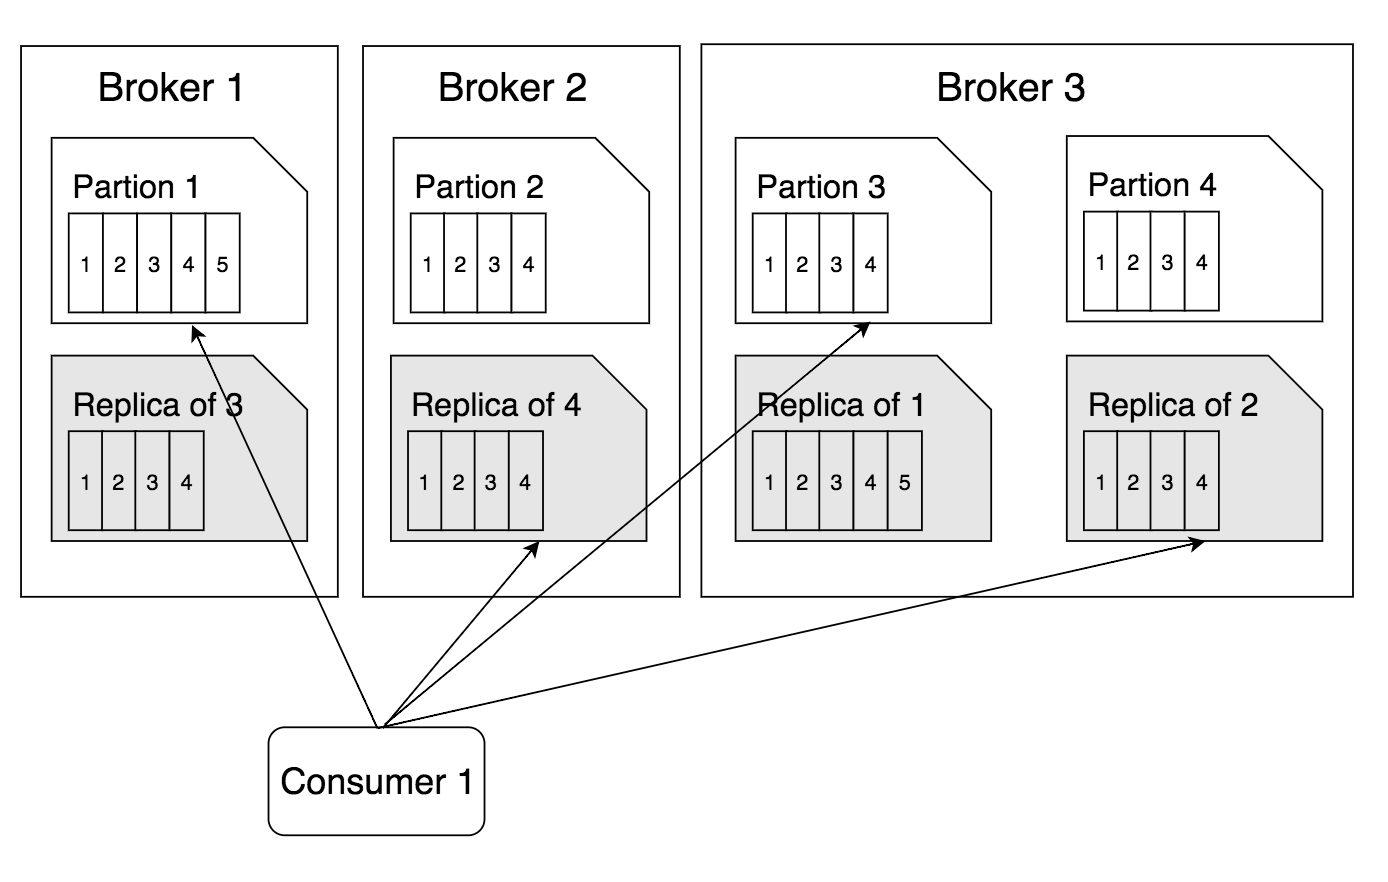 Broker 1
Partion 1
1 2 3 4 5
Replica of 3
1 2 3 4
Broker 2
Partion 2
1 2 3 4
Replica of 4
1 2 3 4
Broker 3
Partion 3
1 2 3 4
Partion 4
1 2 3 4
Replica of 1
1 2 3 4 5
Replica of 2
1 2 3 4
Consumer 1